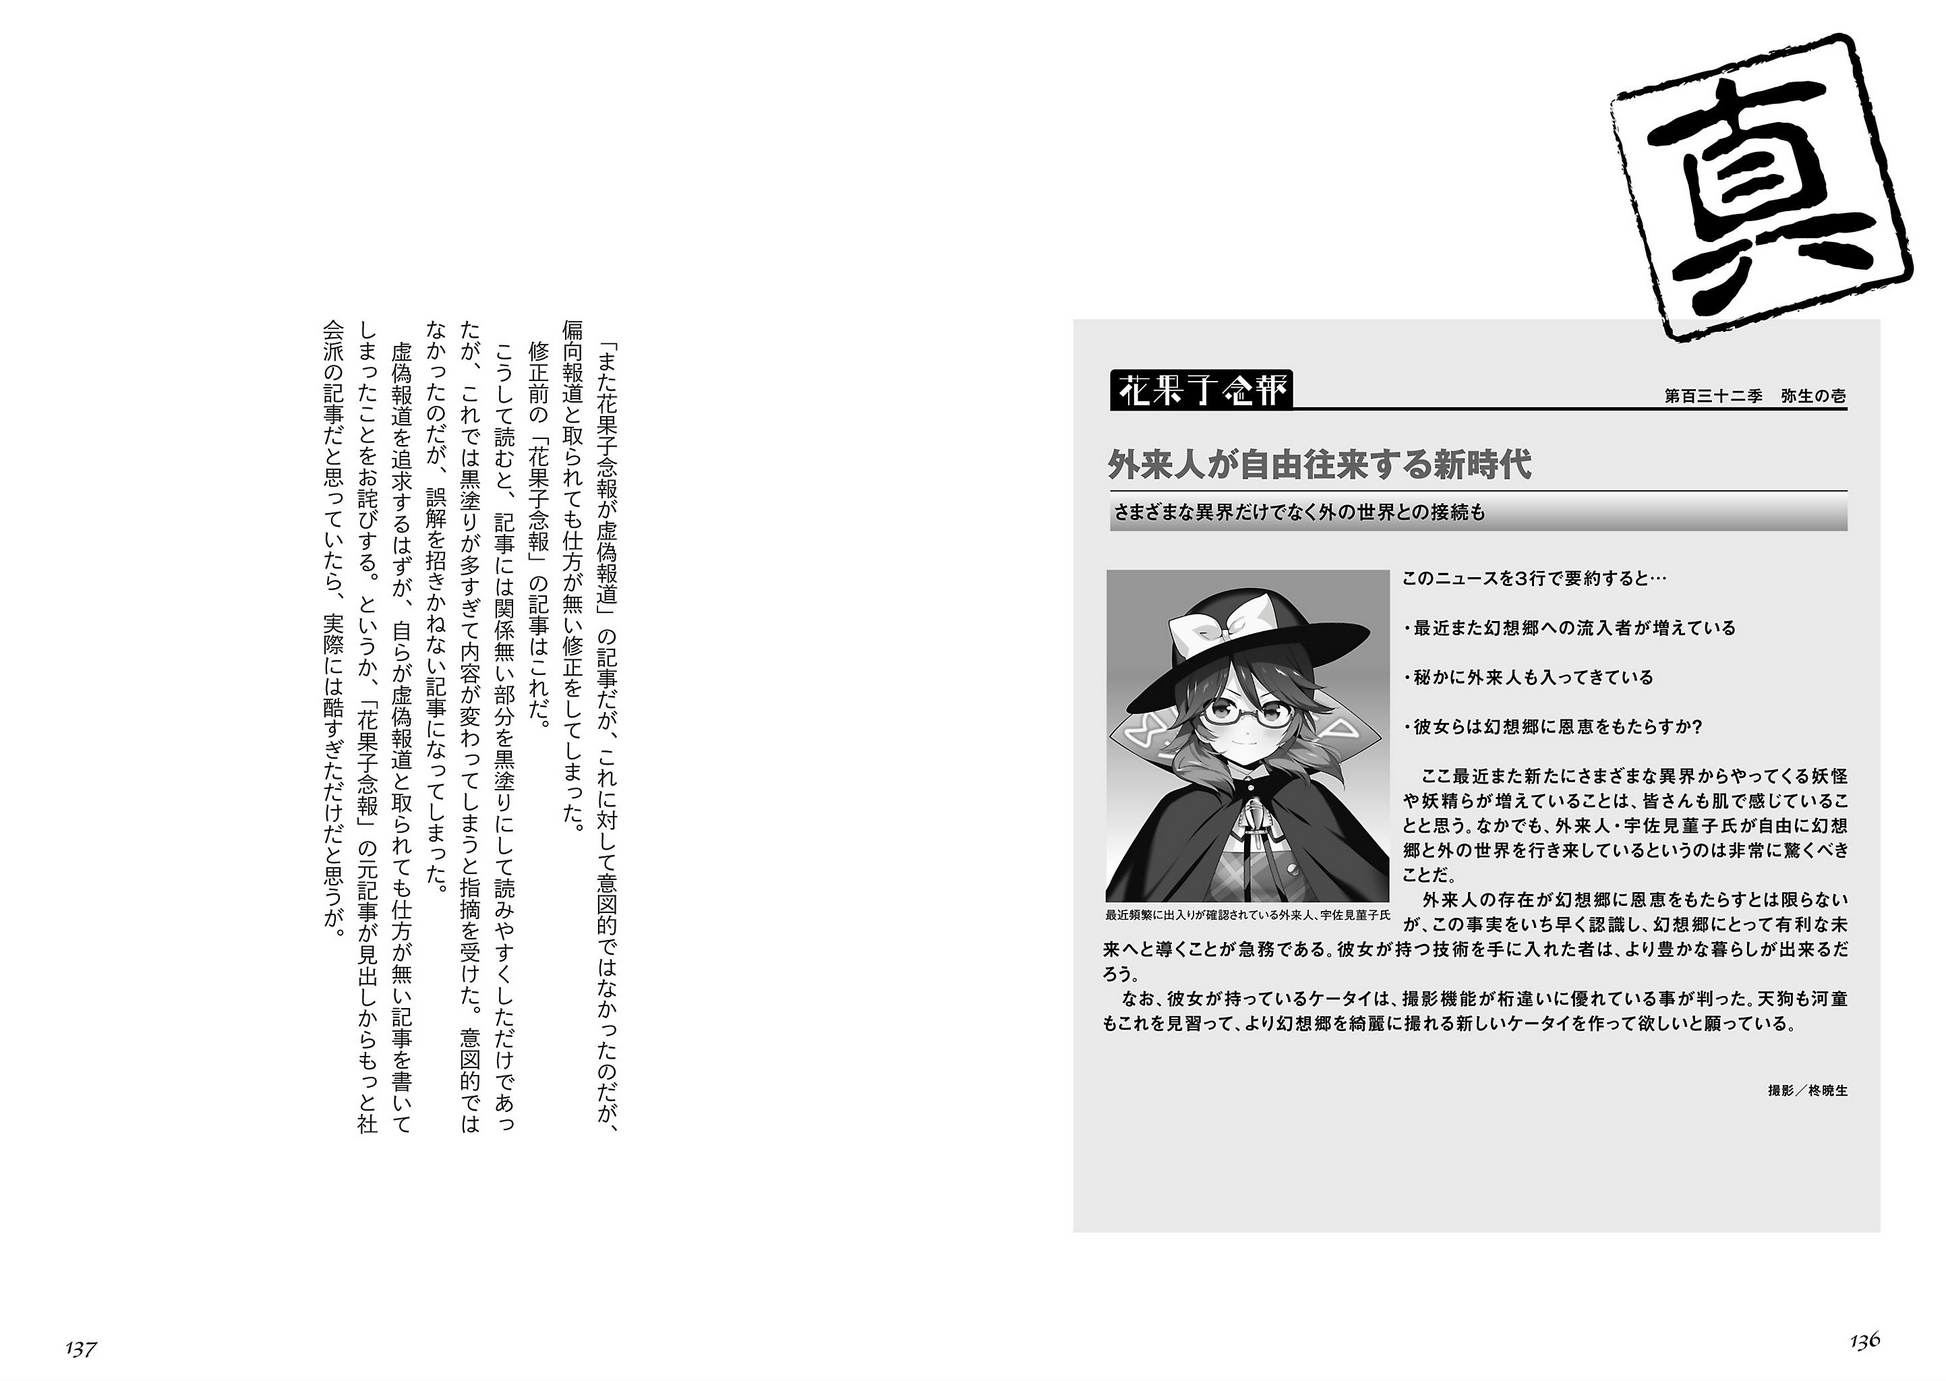 真
花果子念報
第百三十二季　弥生の壱
外来人が自由往来する新時代
さまざまな異界だけでなく外の世界との接続も
このニュースを3行で要約すると…
・最近また幻想郷への流入者が増えている
・秘かに外来人も入ってきている
・彼女らは幻想郷に恩恵をもたらすか？
ここ最近また新たにさまざまな異界からやってくる妖怪
や妖精らが増えていることは、皆さんも肌で感じているこ
とと思う。なかでも、外来人・宇佐見菫子氏が自由に幻想
郷と外の世界を行き来しているというのは非常に驚くべき
ことだ。
外来人の存在が幻想郷に恩恵をもたらすとは限らない
が、この事実をいち早く認識し、幻想郷にとって有利な未
来へと導くことが急務である。彼女が持つ技術を手に入れた者は、より豊かな暮らしが出来るだ
ろう。
なお、彼女が持っているケータイは、撮影機能が桁違いに優れている事が判った。天狗も河童
もこれを見習って、より幻想郷を綺麗に撮れる新しいケータイを作って欲しいと願っている。
最近頻繁に出入りが確認されている外来人、宇佐見菫子氏
撮影／柊暁生
136
「また花果子念報が虚偽報道」の記事だが、これに対して意図的ではなかったのだが、
偏向報道と取られても仕方が無い修正をしてしまった。
修正前の「花果子念報」の記事はこれだ。
こうして読むと、記事には関係無い部分を黒塗りにして読みやすくしただけであっ
たが、これでは黒塗りが多すぎて内容が変わってしまうと指摘を受けた。意図的では
なかったのだが、誤解を招きかねない記事になってしまった。
虚偽報道を追求するはずが、自らが虚偽報道と取られても仕方が無い記事を書いて
しまったことをお詫びする。というか、「花果子念報」の元記事が見出しからもっと社
会派の記事だと思っていたら、実際には酷すぎただけだと思うが。
137